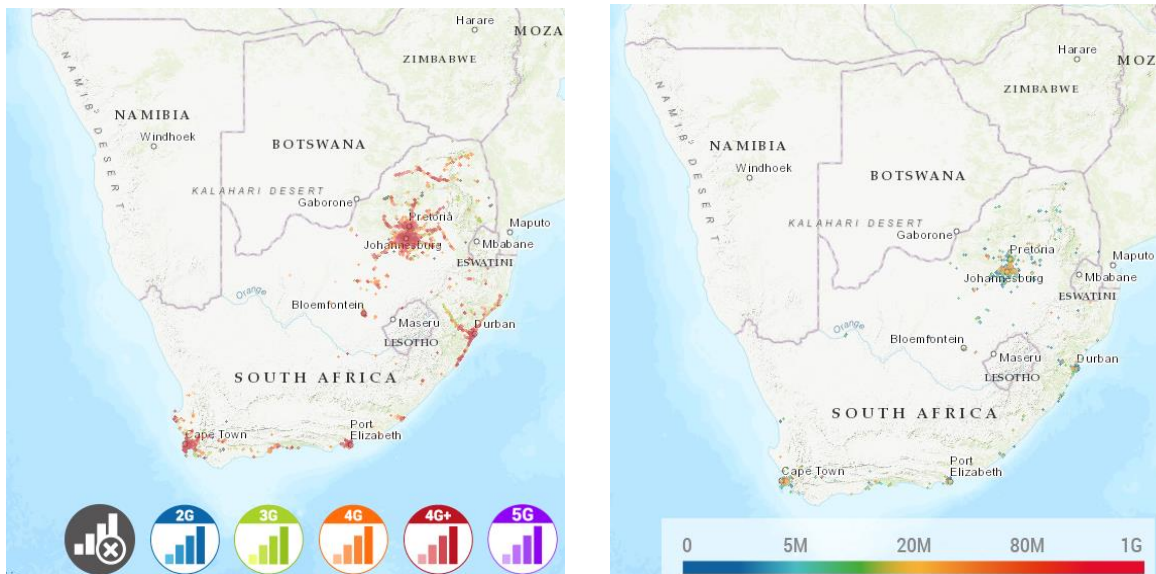 Harare
MOZA
ZIMBABWE
NAMIB DESERT
NAMIBIA
Windhoek
BOTSWANA
KALAHARI DESERT
Gaborone
Pretoria
Maputo
Johannesburg
Mbabane
ESWATINI
Orange
Bloemfontein
Maseru
Durban
LESOTHO
SOUTH AFRICA
Cape Town
Port
Elizabeth
2G
3G
4G
4G+
5G
Harare
MOZ
ZIMBABWE
NAMIB DESERT
NAMIBIA
Windhoek
BOTSWANA
KALAHARI DESERT
Gaborone
Pretoria
Maputo
Johannesburg
Mbabane
ESWATINI
Orange
Bloemfontein
Maseru
Durban
LESOTHO
SOUTH AFRICA
Cape Town
Port
Elizabeth
0 5M 20M 80M 1G